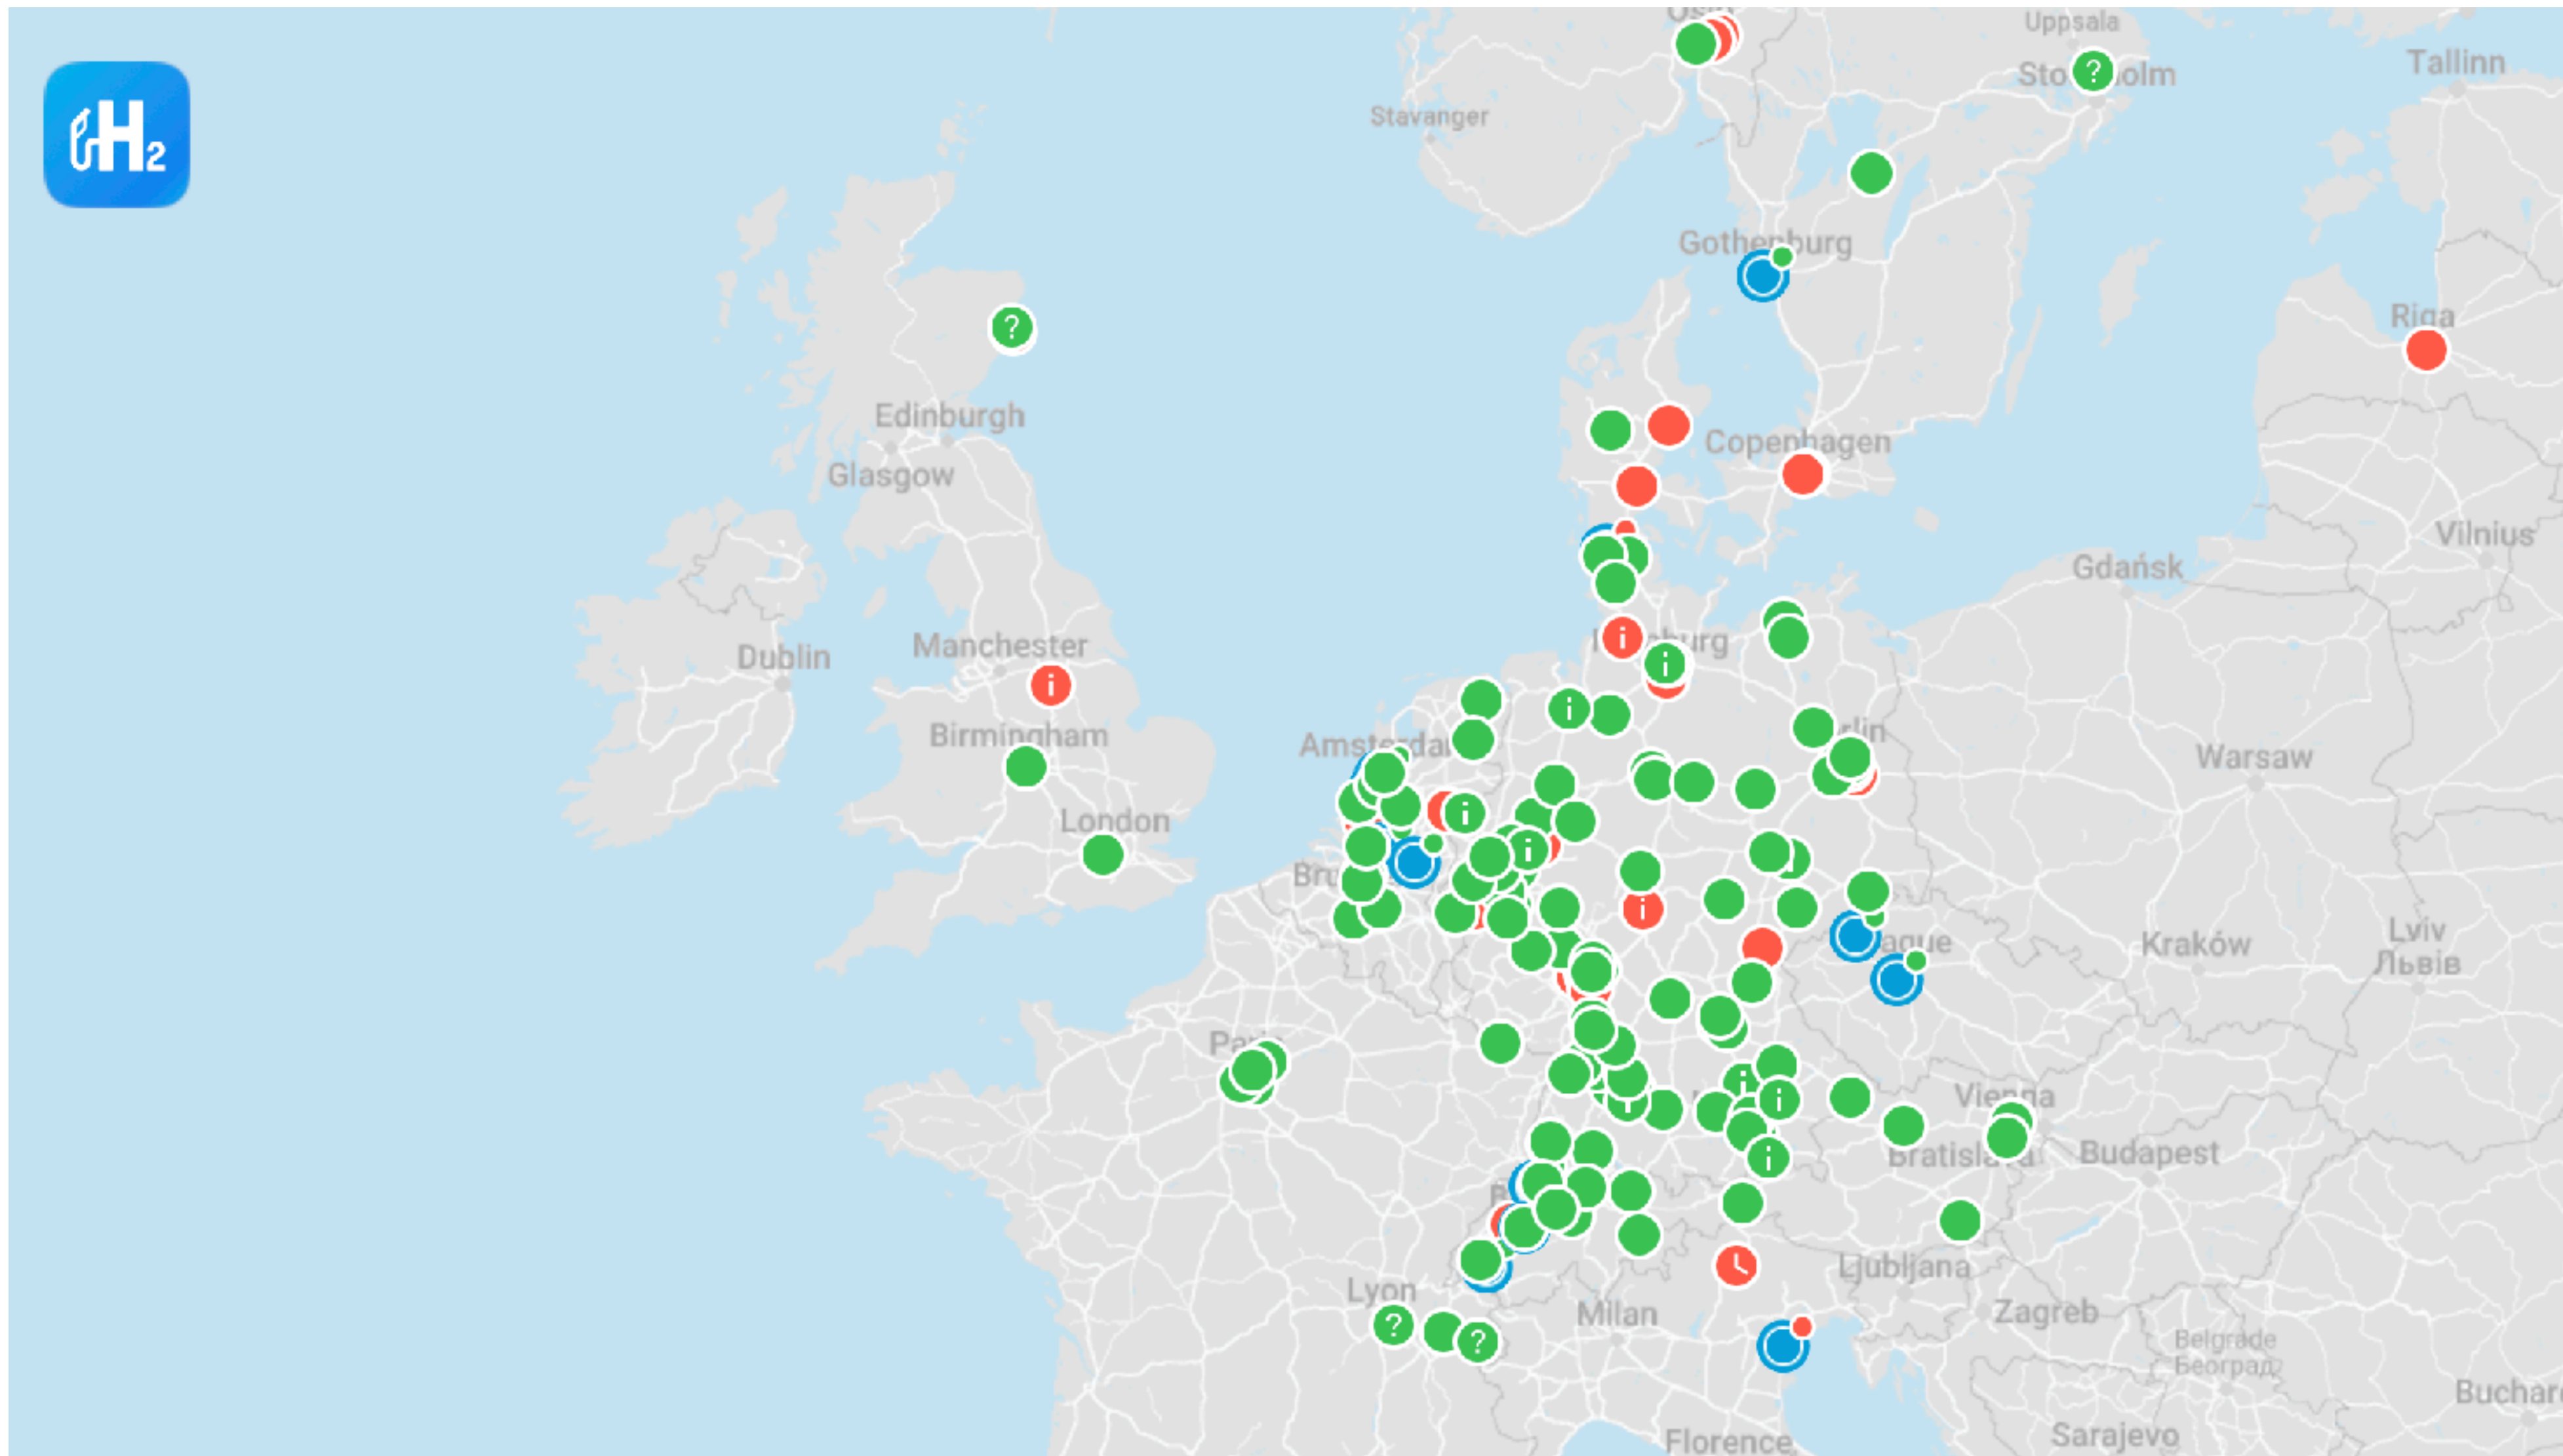 Uppsala
Tallinn
H2
Stavanger
?
Gothenburg
Riga
?
Edinburgh
Copenhagen
Glasgow
Vilnius
Gdańsk
i
Manchester
Dublin
i
i
i
Birmingham
Warsaw
i
London
i
i
Kraków
Lviv
Львів
i
i
Bratislava
Budapest
i
Ljubljana
Lyon
Milan
Zagreb
?
?
Belgrade
Београд
Florence
Sarajevo